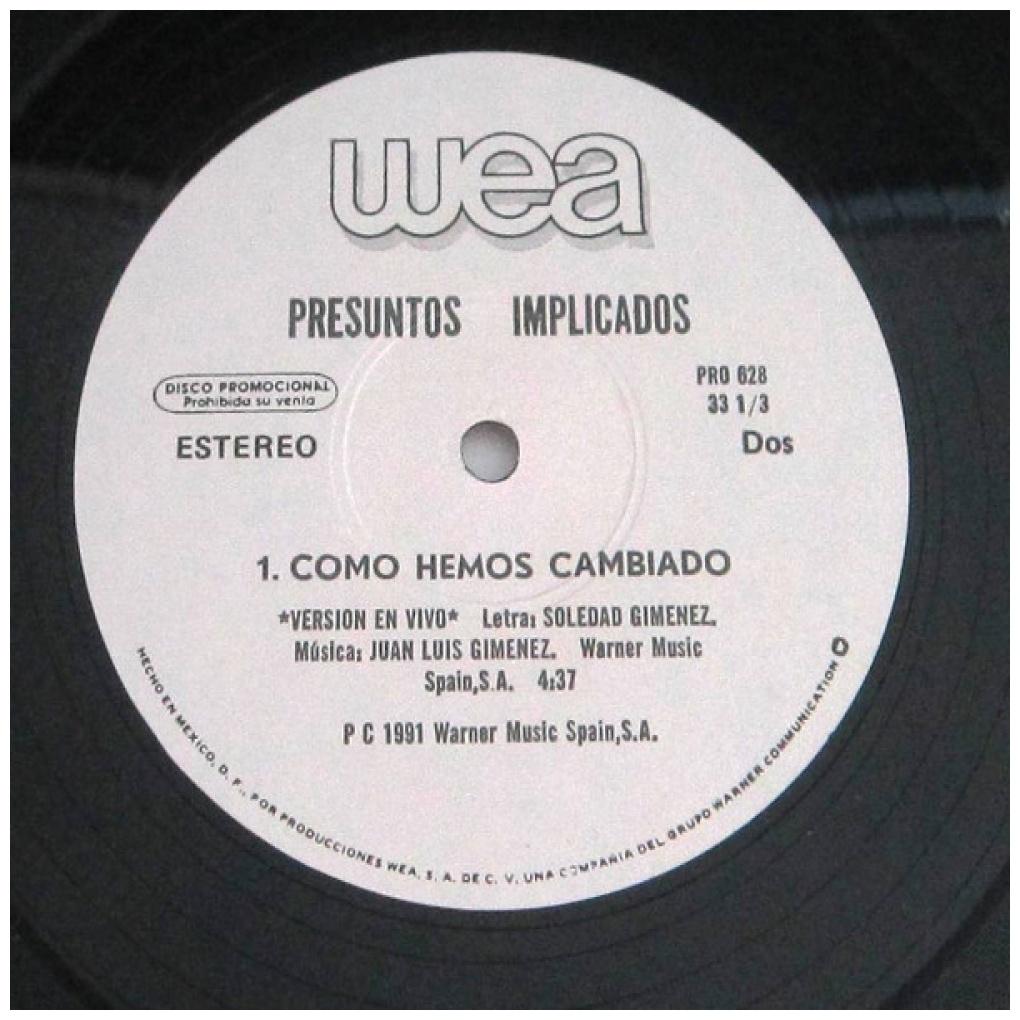 wea
PRESUNTOS IMPLICADOS
DISCO PROMOCIONAL
Prohibida su venta
ESTEREO
PRO 628
33 1/3
Dos
1. COMO HEMOS CAMBIADO
*VERSION EN VIVO* Letra: SOLEDAD GIMENEZ.
Música: JUAN LUIS GIMENEZ. Warner Music
Spain,S.A. 4:37
P C 1991 Warner Music Spain,S.A.
HECHO EN MEXICO, D. F., POR PRODUCCIONES WEA, S. A. DE C. V. UNA COMPAÑIA DEL GRUPO WARNER COMMUNICATION